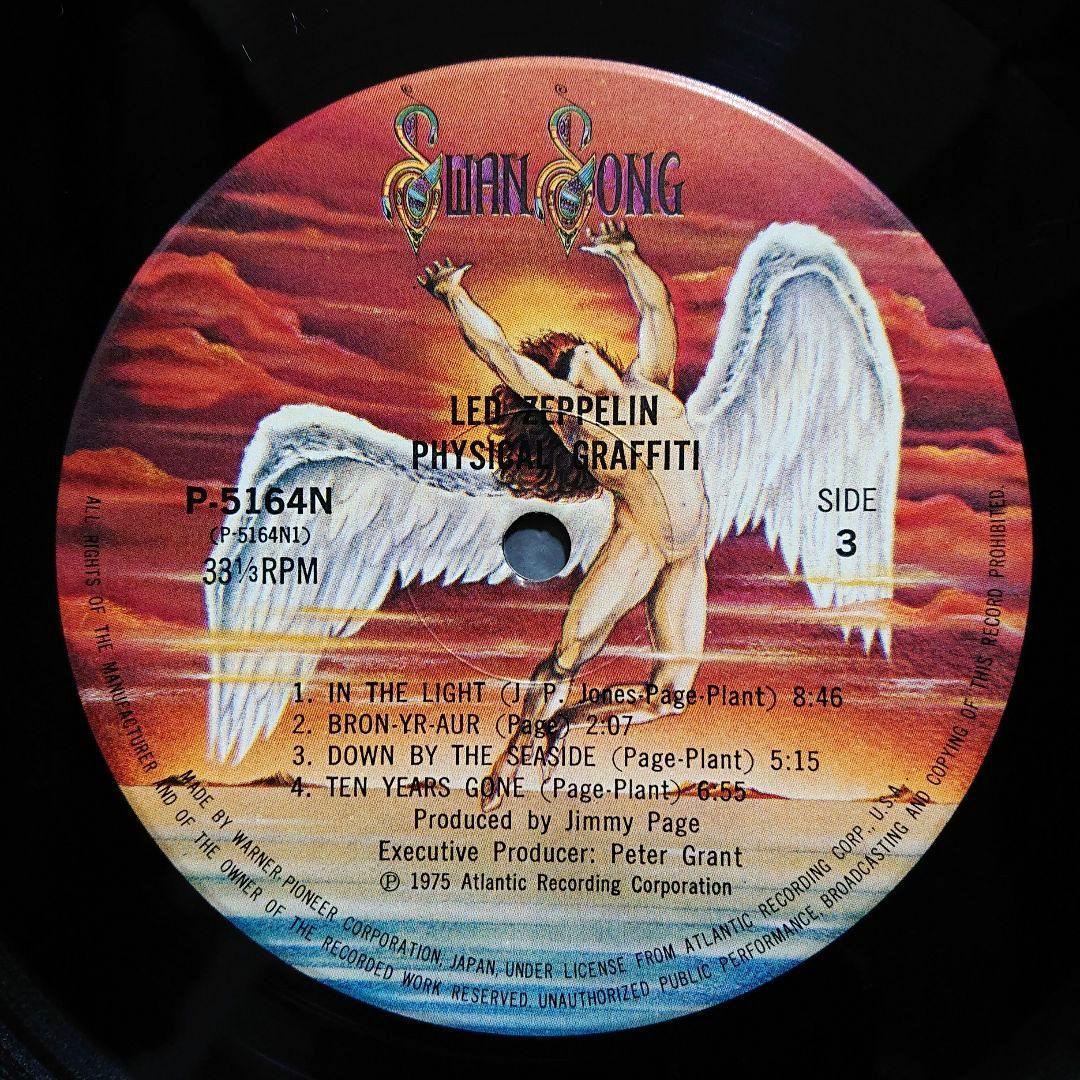 SWAN SONG
LED ZEPPELIN
PHYSICAL GRAFFITI
P-5164N
(P-5164N1)
33⅓RPM
SIDE
3
1. IN THE LIGHT (J. P. Jones-Page-Plant) 8:46
2. BRON-YR-AUR (Page) 2:07
3. DOWN BY THE SEASIDE (Page-Plant) 5:15
4. TEN YEARS GONE (Page-Plant) 6:55
Produced by Jimmy Page
Executive Producer: Peter Grant
Ⓟ 1975 Atlantic Recording Corporation
MADE BY WARNER-PIONEER CORPORATION, JAPAN, UNDER LICENSE FROM ATLANTIC RECORDING CORP., U.S.A.
ALL RIGHTS OF THE MANUFACTURER AND OF THE OWNER OF THE RECORDED WORK RESERVED. UNAUTHORIZED PUBLIC PERFORMANCE, BROADCASTING AND COPYING OF THIS RECORD PROHIBITED.